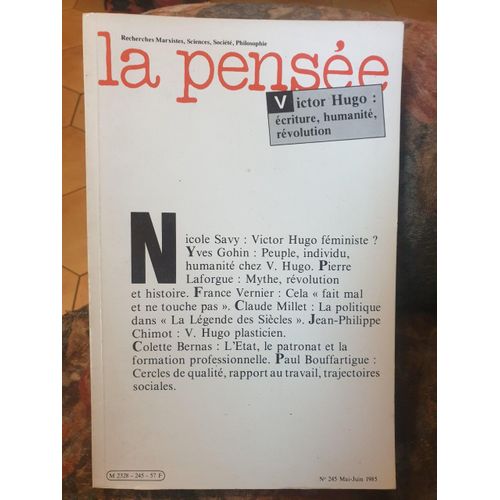 Recherches Marxistes, Sciences, Société, Philosophie
la pensée
Victor Hugo :
écriture, humanité,
révolution
Nicole Savy : Victor Hugo féministe ?
Yves Gohin : Peuple, individu,
humanité chez V. Hugo. Pierre
Laforgue : Mythe, révolution
et histoire. France Vernier : Cela « fait mal
et ne touche pas ». Claude Millet : La politique
dans « La Légende des Siècles ». Jean-Philippe
Chimot : V. Hugo plasticien.
Colette Bernas : L'Etat, le patronat et la
formation professionnelle. Paul Bouffartigue :
Cercles de qualité, rapport au travail, trajectoires
sociales.
M 2328 - 245 - 57 F
N° 245 Mai-Juin 1985